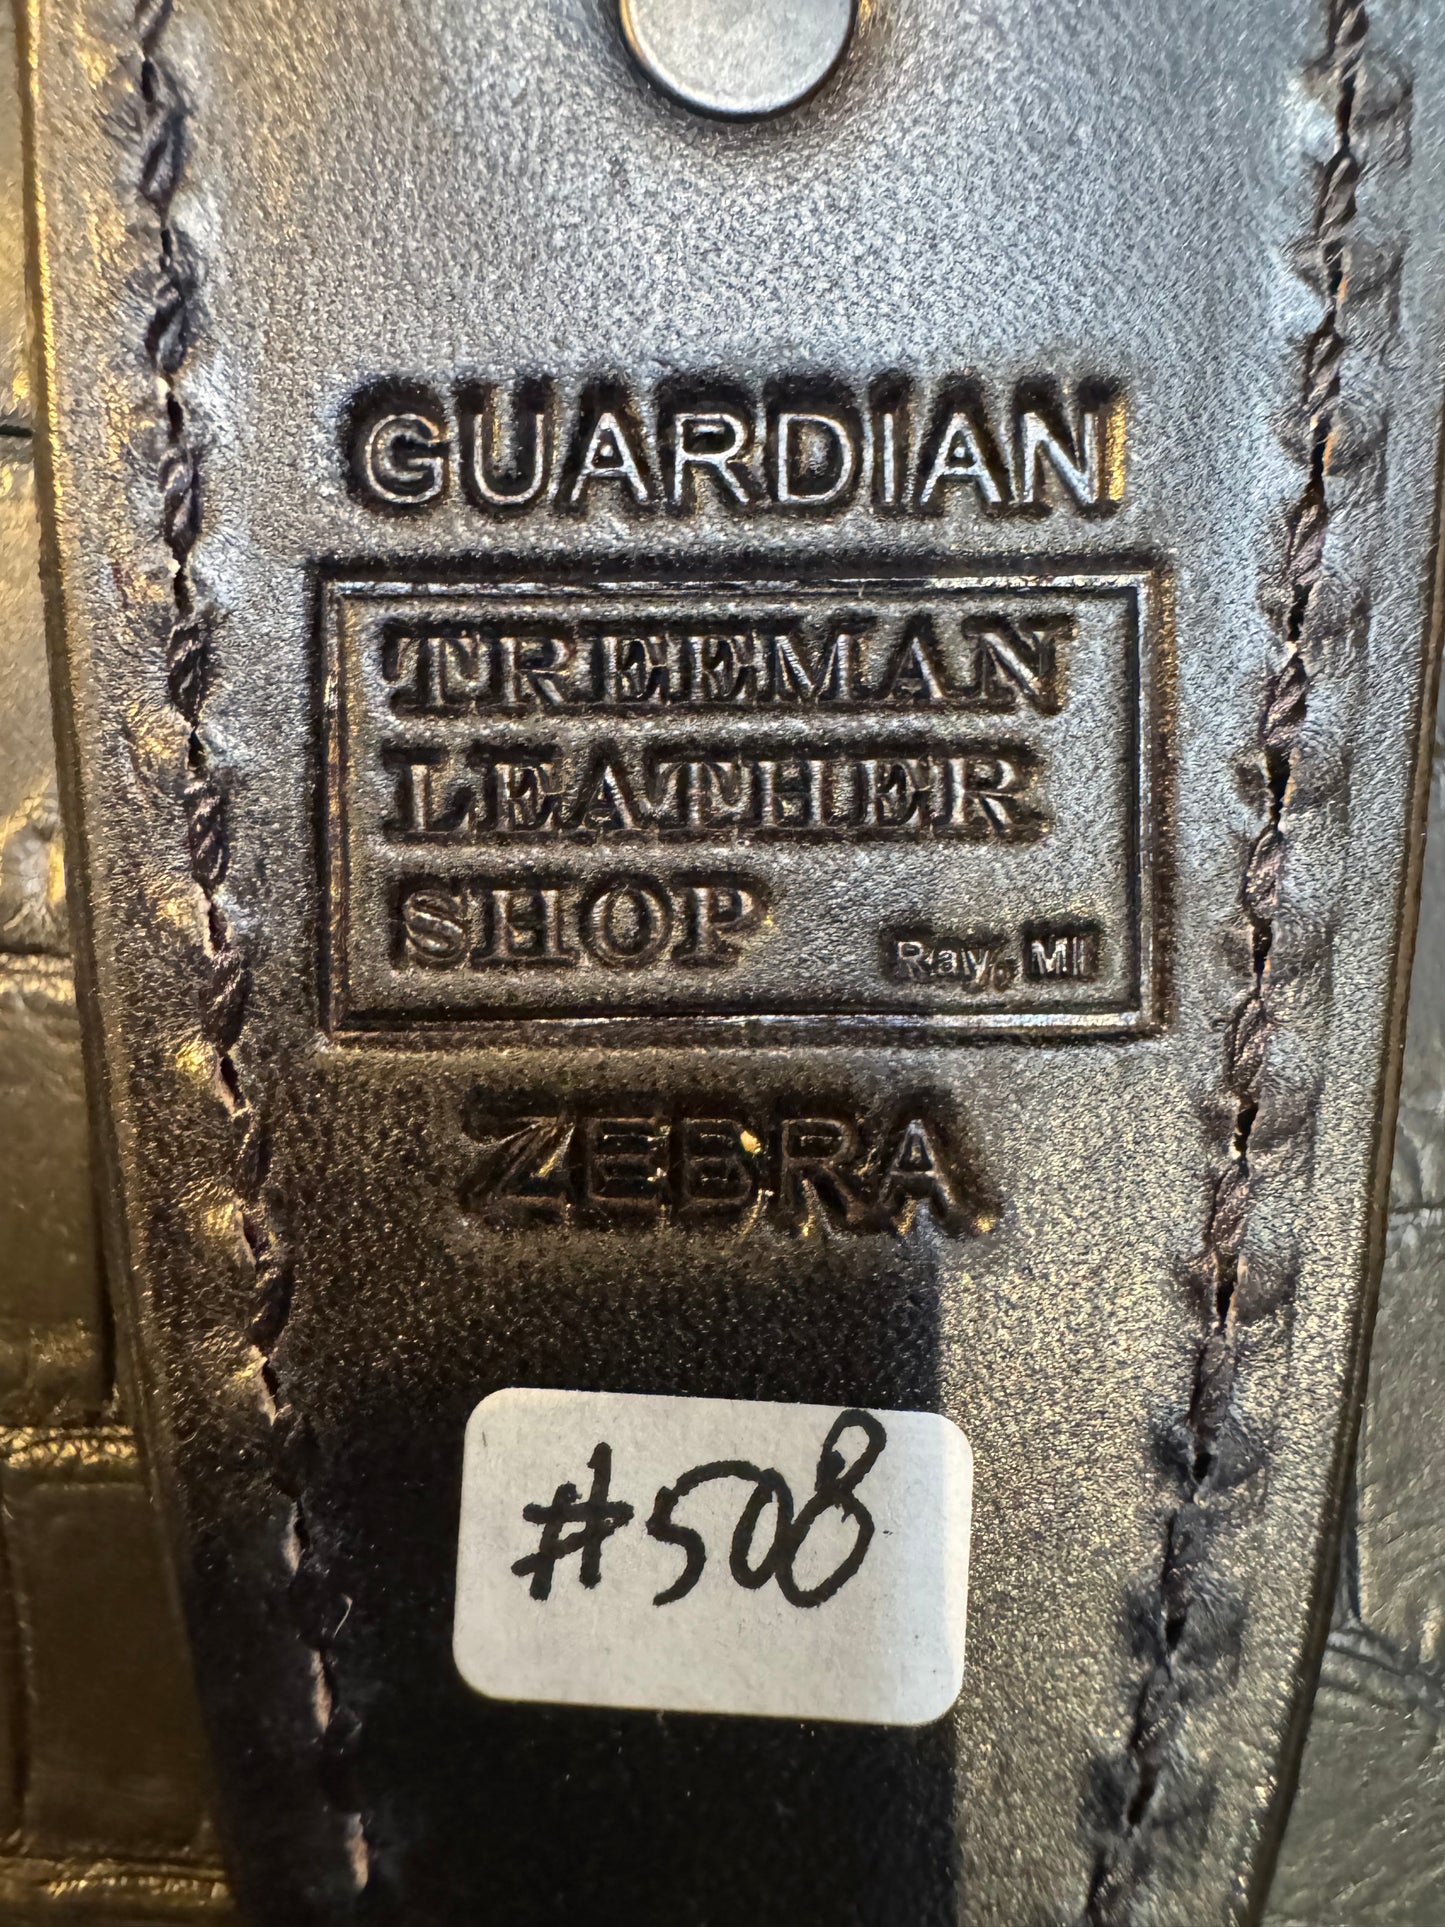 GUARDIAN
TREEMAN
LEATHER
SHOP Ray, MI
ZEBRA
#508